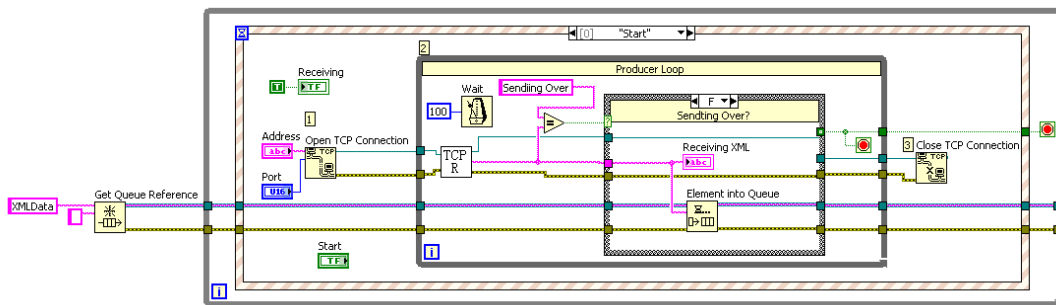 [0] "Start"
2
Producer Loop
Receiving
T
TF
Sendiing Over
F
Wait
100
Sendting Over?
=
?
1
Open TCP Connection
Address
abc
TCP
TCP
R
Receiving XML
abc
3 Close TCP Connection
TCP
Port
U16
Get Queue Reference
Element into Queue
XMLData
Start
TF
i
i